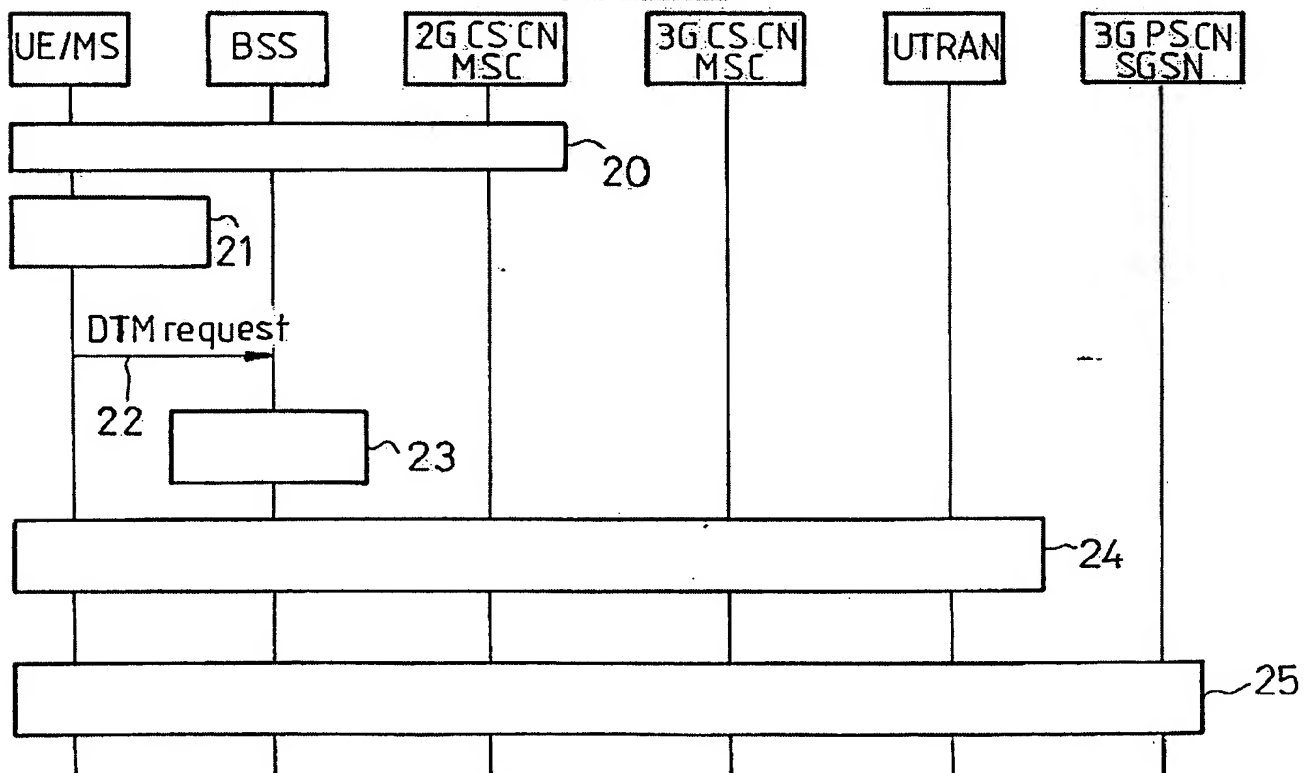 UE/MS
BSS
2G CS CN
MSC
3G CS CN
MSC
UTRAN
3G PS CN
SGSN
20
21
DTM request
22
23
24
25